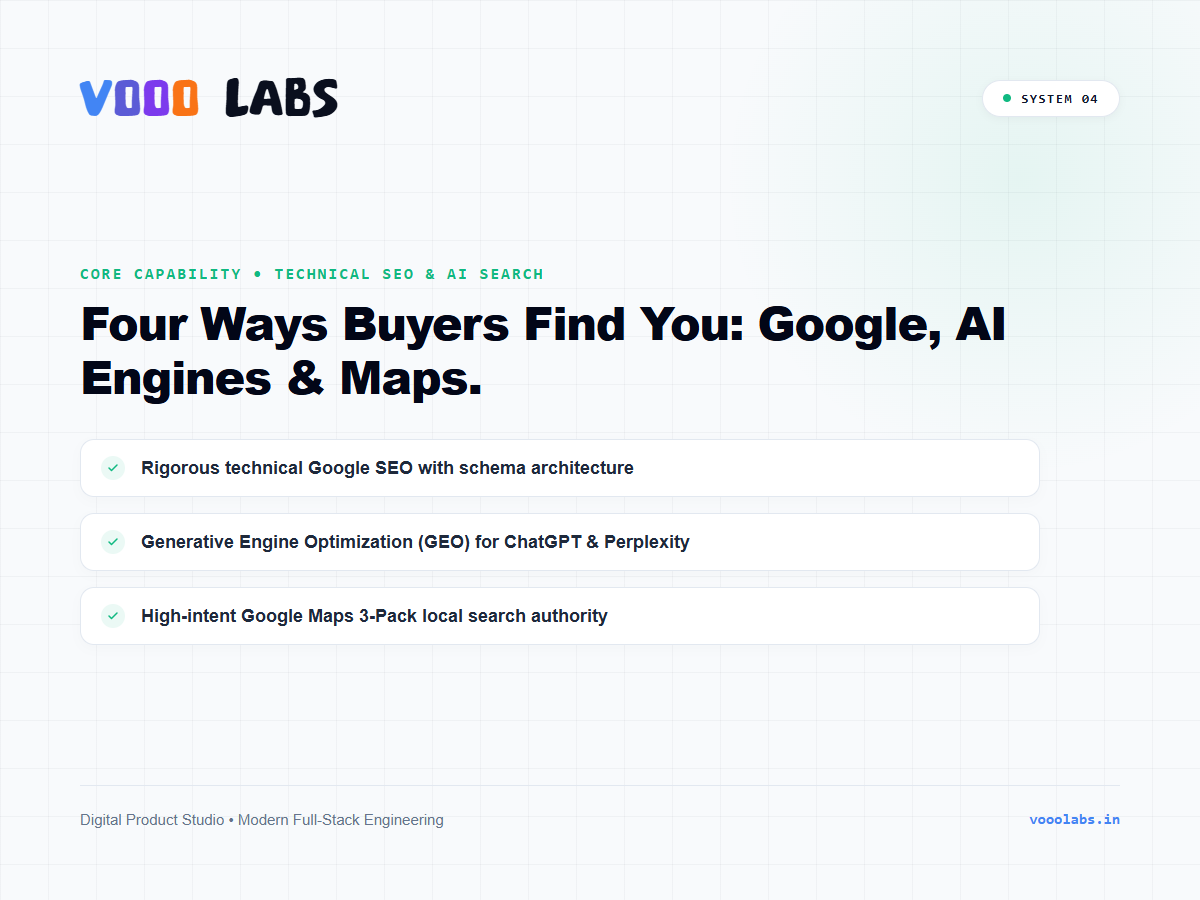 VOOO LABS
SYSTEM 04
CORE CAPABILITY • TECHNICAL SEO & AI SEARCH
Four Ways Buyers Find You: Google, AI
Engines & Maps.
Rigorous technical Google SEO with schema architecture
Generative Engine Optimization (GEO) for ChatGPT & Perplexity
High-intent Google Maps 3-Pack local search authority
Digital Product Studio • Modern Full-Stack Engineering
vooolabs.in